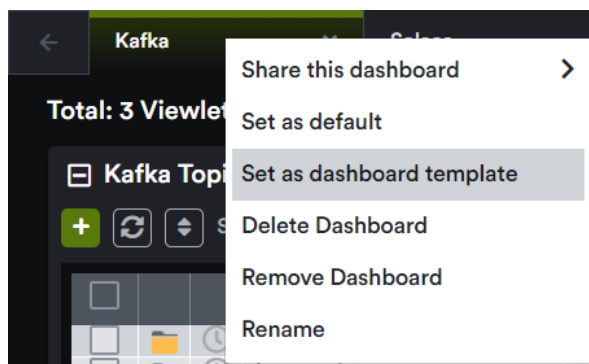 Kafka
Share this dashboard
Total: 3 Viewlet
Set as default
Kafka Topi
Set as dashboard template
Delete Dashboard
Remove Dashboard
Rename